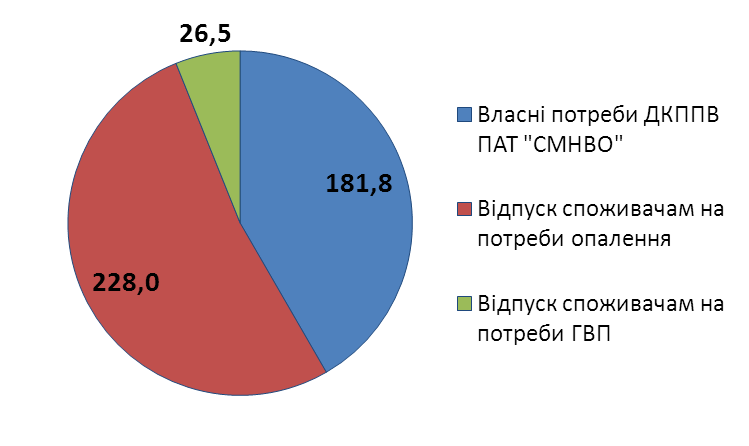 26,5
181,8
228,0
Власні потреби ДКППВ
ПАТ "СМНВО"
Відпуск споживачам на
потреби опалення
Відпуск споживачам на
потреби ГВП